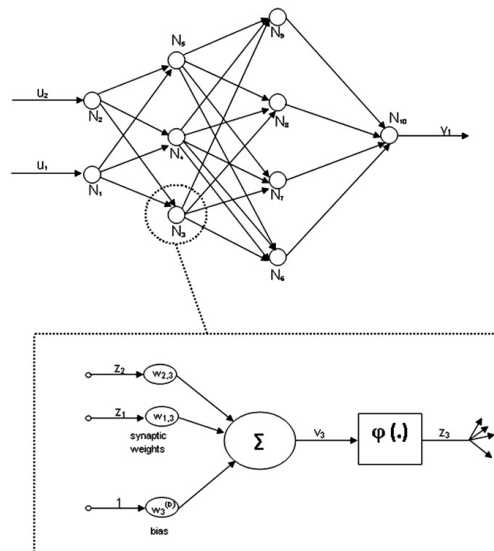 N₉
N₅
u₂
N₂
N₈
N₁₀
y₁
N₄
u₁
N₁
N₇
N₃
N₆
z₂
w₂,₃
z₁
w₁,₃
synaptic
weights
Σ
v₃
φ (.)
z₃
1
w₃⁽ᵇ⁾
bias